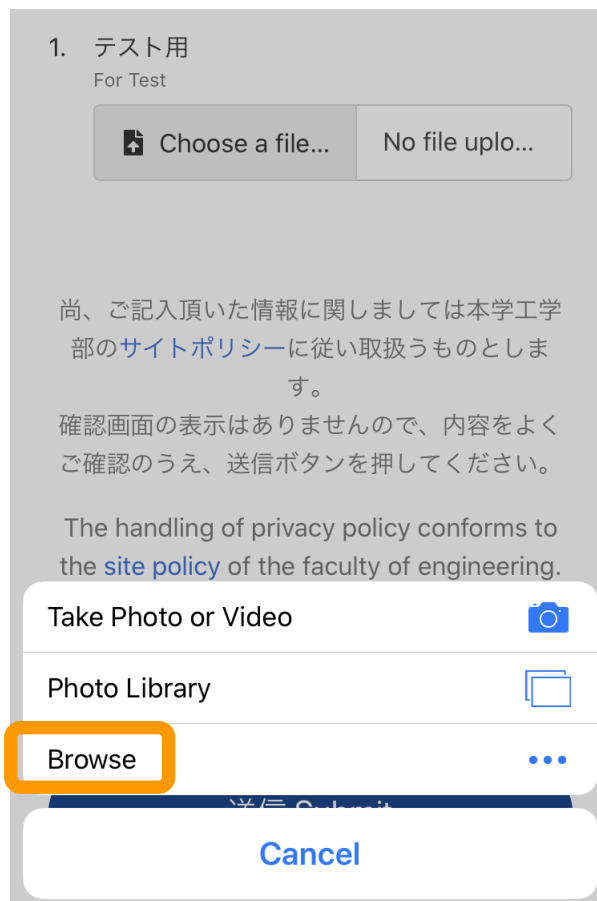 1. テスト用
For Test
Choose a file...
No file uplo...
尚、ご記入頂いた情報に関しましては本学工学
部のサイトポリシーに従い取扱うものとしま
す。
確認画面の表示はありませんので、内容をよく
ご確認のうえ、送信ボタンを押してください。
The handling of privacy policy conforms to
the site policy of the faculty of engineering.
Take Photo or Video
Photo Library
Browse
送信 Submit
Cancel